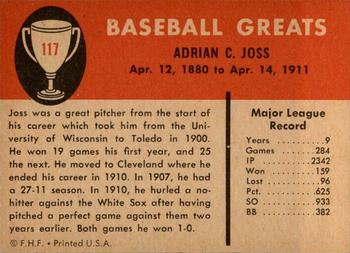 117
BASEBALL GREATS
ADRIAN C. JOSS
Apr. 12, 1880 to Apr. 14, 1911
Joss was a great pitcher from the start of
his career which took him from the Uni-
versity of Wisconsin to Toledo in 1900.
He won 19 games his first year, and 25
the next. He moved to Cleveland where he
ended his career in 1910. In 1907, he had
a 27-11 season. In 1910, he hurled a no-
hitter against the White Sox after having
pitched a perfect game against them two
years earlier. Both games he won 1-0.
© F.H.F. • Printed U.S.A.
Major League
Record
Years 9
Games 284
IP 2342
Won 159
Lost 96
Pct. .625
SO 933
BB 382